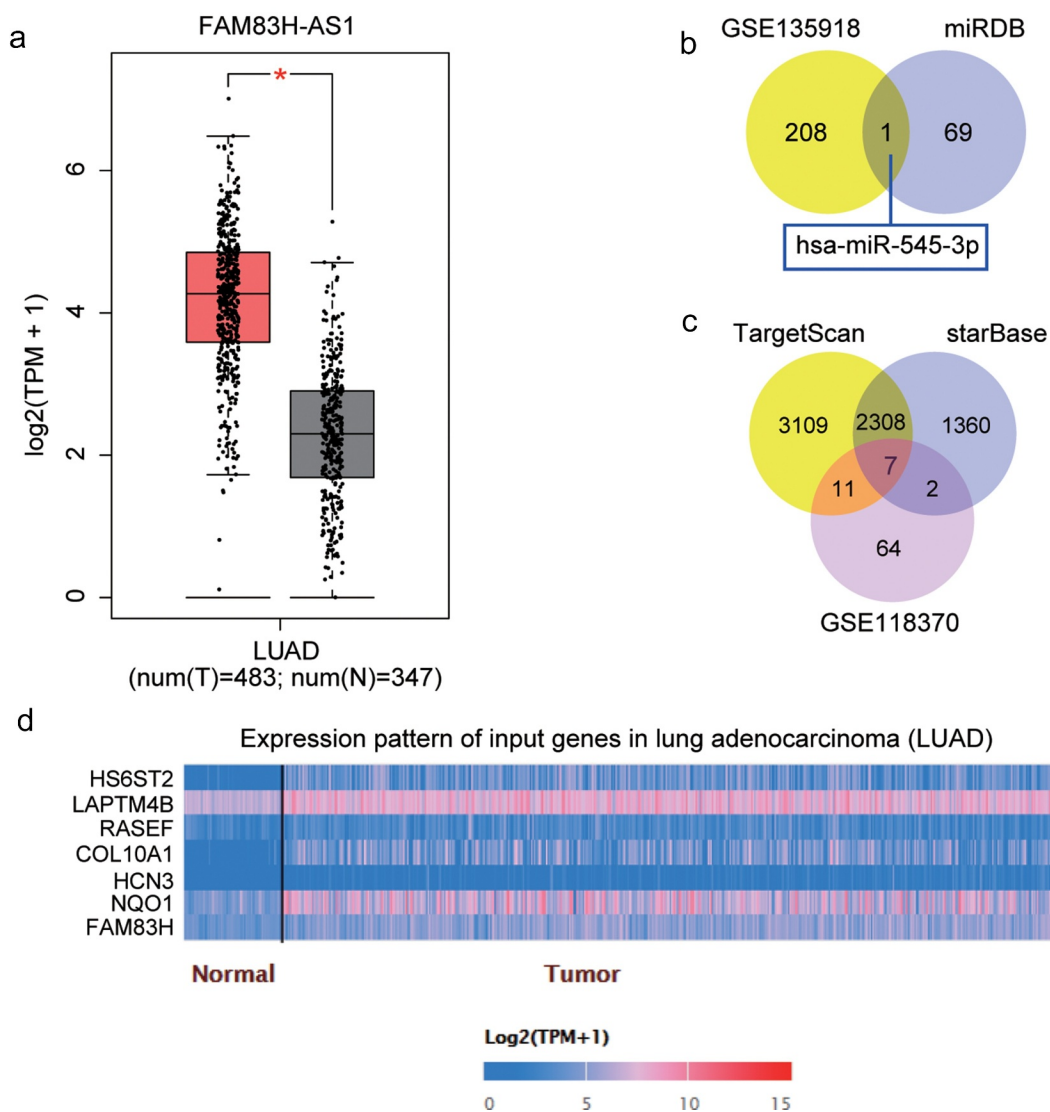 a
FAM83H-AS1
*
log2(TPM + 1)
6
4
2
0
LUAD
(num(T)=483; num(N)=347)
b
GSE135918
miRDB
208
1
69
hsa-miR-545-3p
c
TargetScan
starBase
3109
2308
1360
7
11
2
64
GSE118370
d
Expression pattern of input genes in lung adenocarcinoma (LUAD)
HS6ST2
LAPTM4B
RASEF
COL10A1
HCN3
NQO1
FAM83H
Normal
Tumor
Log2(TPM+1)
0 5 10 15